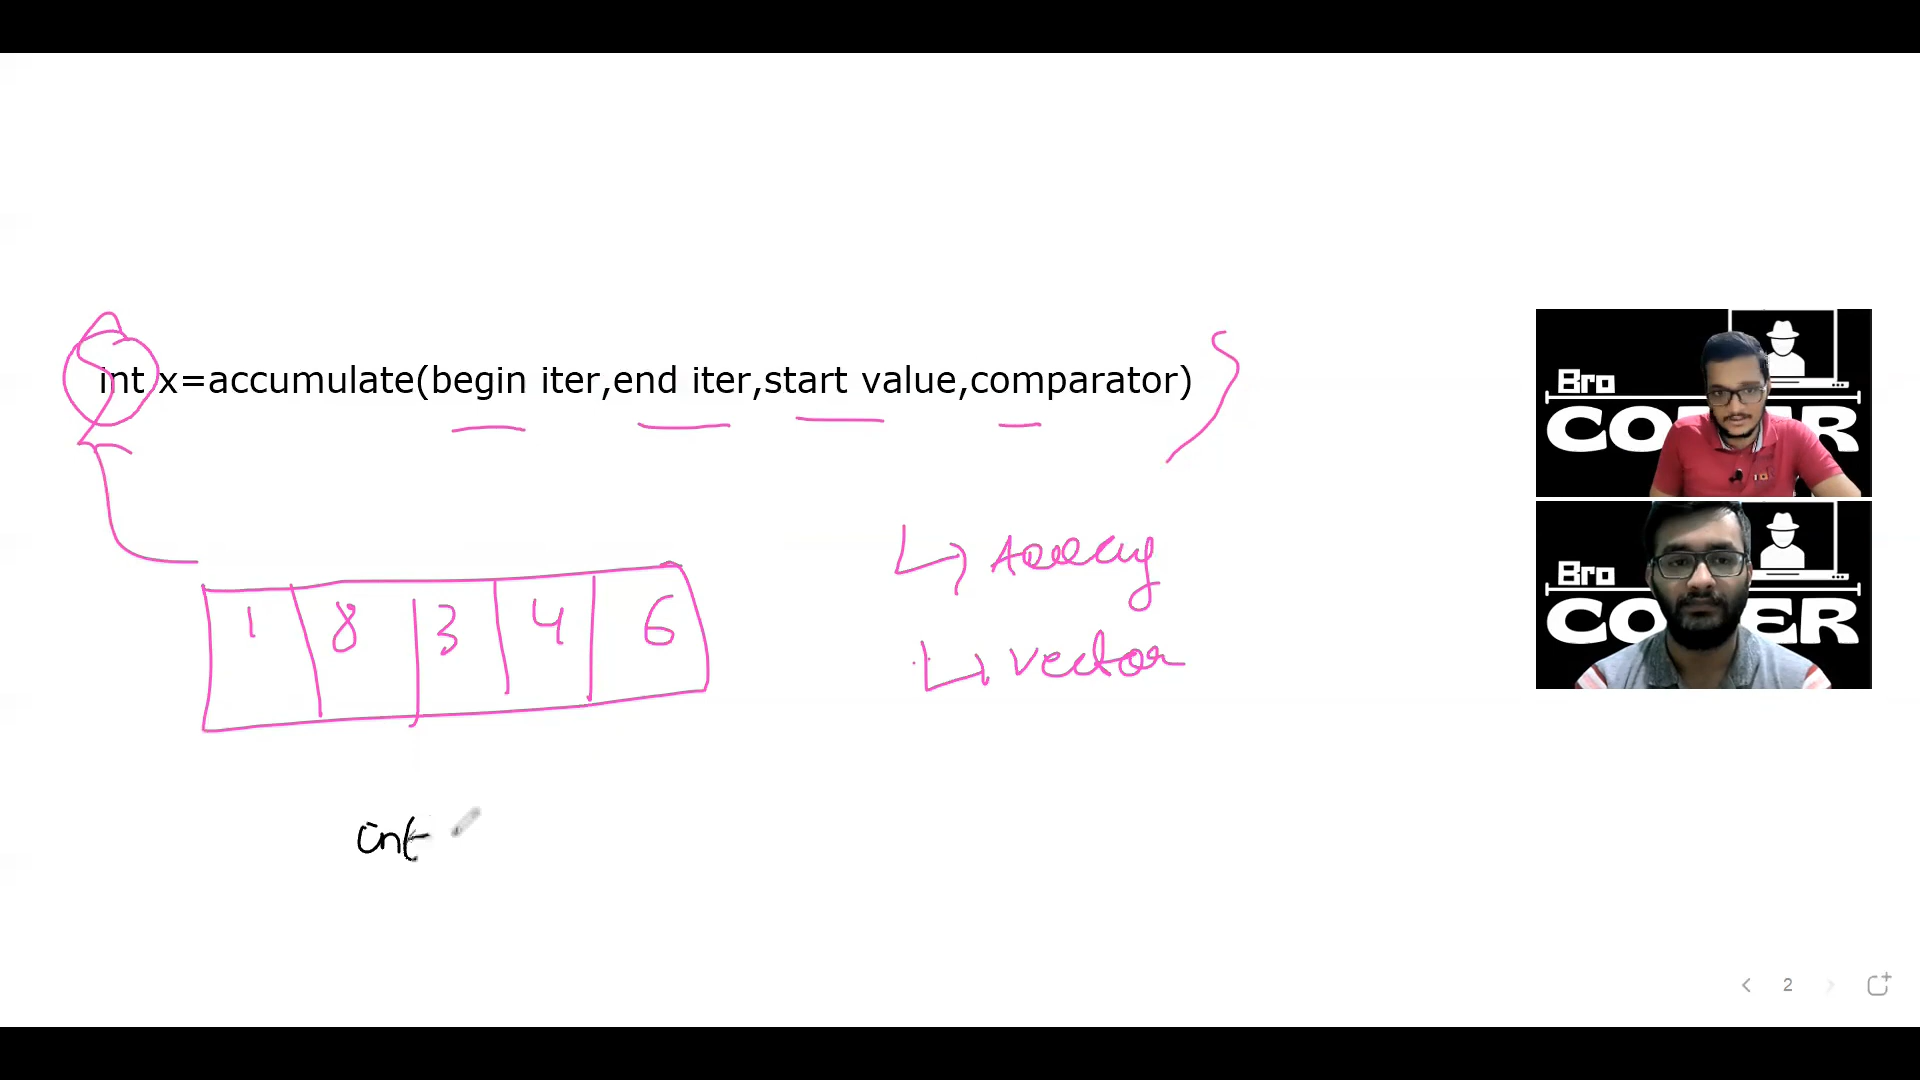 int x=accumulate(begin iter,end iter,start value,comparator)
Array
1 8 3 4 6
vector
int
Bro
CODER
Bro
CODER
2